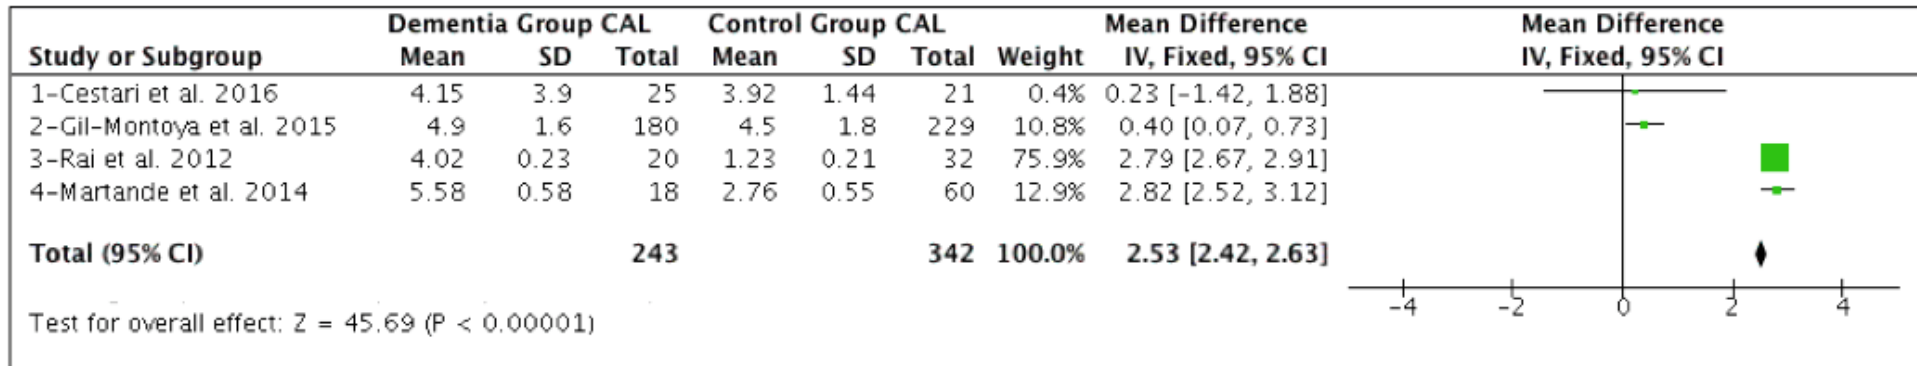 Dementia Group CAL Control Group CAL Mean Difference Mean Difference
Study or Subgroup Mean SD Total Mean SD Total Weight IV, Fixed, 95% CI IV, Fixed, 95% CI
1-Cestari et al. 2016 4.15 3.9 25 3.92 1.44 21 0.4% 0.23 [-1.42, 1.88]
2-Gil-Montoya et al. 2015 4.9 1.6 180 4.5 1.8 229 10.8% 0.40 [0.07, 0.73]
3-Rai et al. 2012 4.02 0.23 20 1.23 0.21 32 75.9% 2.79 [2.67, 2.91]
4-Martande et al. 2014 5.58 0.58 18 2.76 0.55 60 12.9% 2.82 [2.52, 3.12]
Total (95% CI) 243 342 100.0% 2.53 [2.42, 2.63]
-4 -2 0 2 4
Test for overall effect: Z = 45.69 (P < 0.00001)